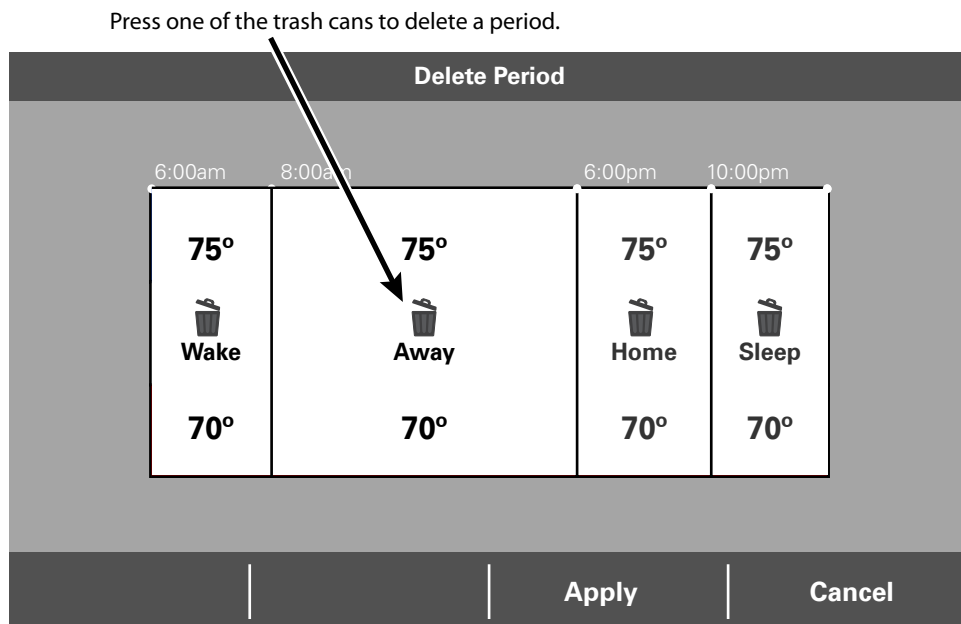 Press one of the trash cans to delete a period.
Delete Period
6:00am 8:00am 6:00pm 10:00pm
75º 75º 75º 75º
Wake Away Home Sleep
70º 70º 70º 70º
Apply Cancel